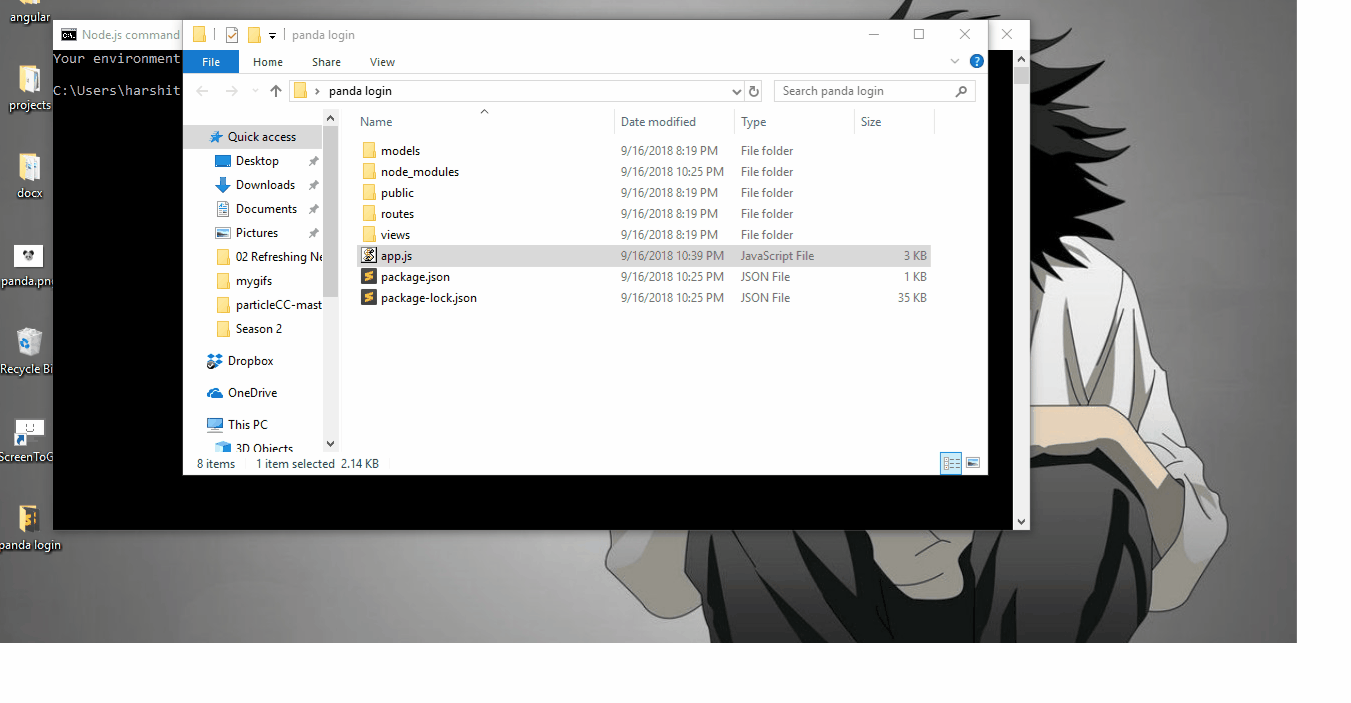 angular
projects
docx
panda.pn
Recycle Bi
ScreenToG
panda login
Node.js command
Your environment
C:\Users\harshit
panda login
File Home Share View
panda login
Search panda login
Quick access
Desktop
Downloads
Documents
Pictures
02 Refreshing Ne
mygifs
particleCC-mast
Season 2
Dropbox
OneDrive
This PC
3D Objects
Name Date modified Type Size
models 9/16/2018 8:19 PM File folder
node_modules 9/16/2018 10:25 PM File folder
public 9/16/2018 8:19 PM File folder
routes 9/16/2018 8:19 PM File folder
views 9/16/2018 8:19 PM File folder
app.js 9/16/2018 10:39 PM JavaScript File 3 KB
package.json 9/16/2018 10:25 PM JSON File 1 KB
package-lock.json 9/16/2018 10:25 PM JSON File 35 KB
8 items 1 item selected 2.14 KB